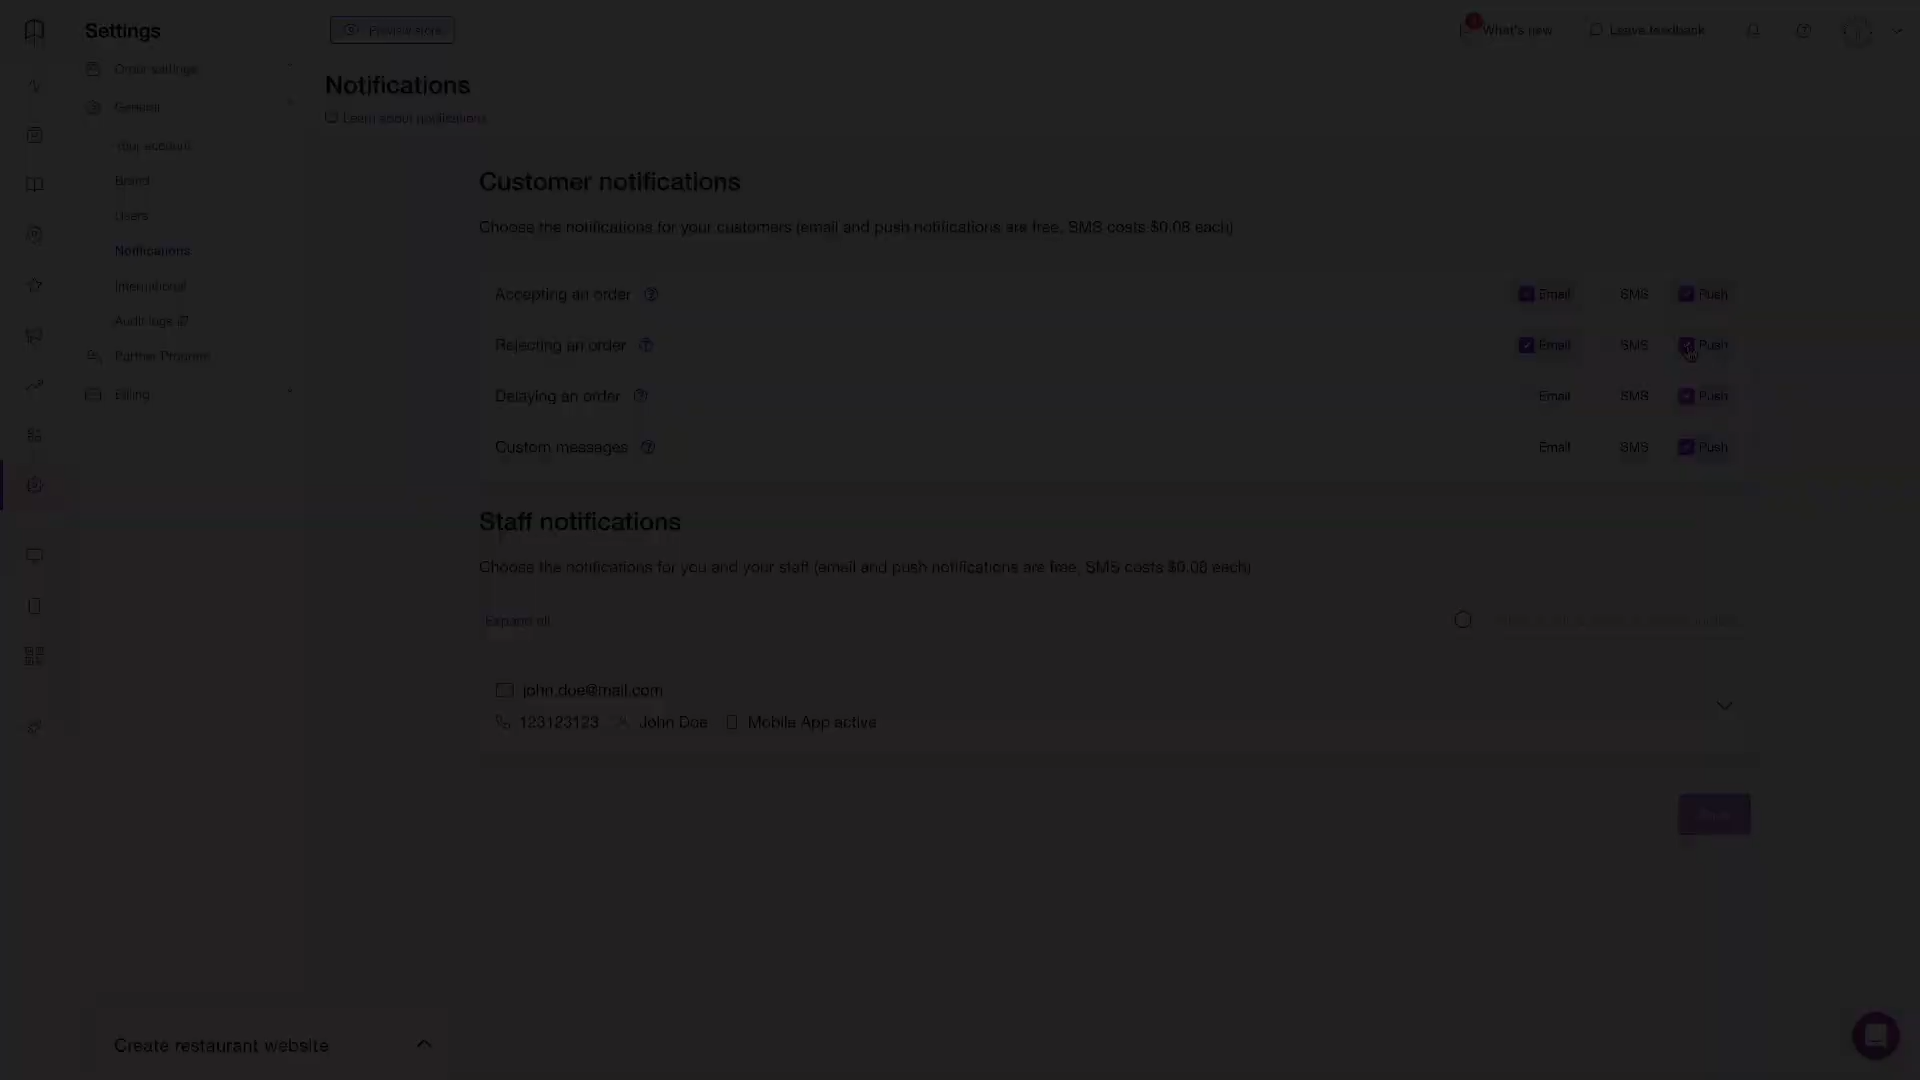 Settings
Preview store
What's new
Leave feedback
Order settings
General
Your account
Brand
Users
Notifications
International
Audit logs
Partner Program
Billing
Notifications
Learn about notifications
Customer notifications
Choose the notifications for your customers (email and push notifications are free, SMS costs $0.08 each)
Accepting an order Email SMS Push
Rejecting an order Email SMS Push
Delaying an order Email SMS Push
Custom messages Email SMS Push
Staff notifications
Choose the notifications for you and your staff (email and push notifications are free, SMS costs $0.08 each)
Expand all
john.doe@mail.com
123123123 John Doe Mobile App active
Create restaurant website